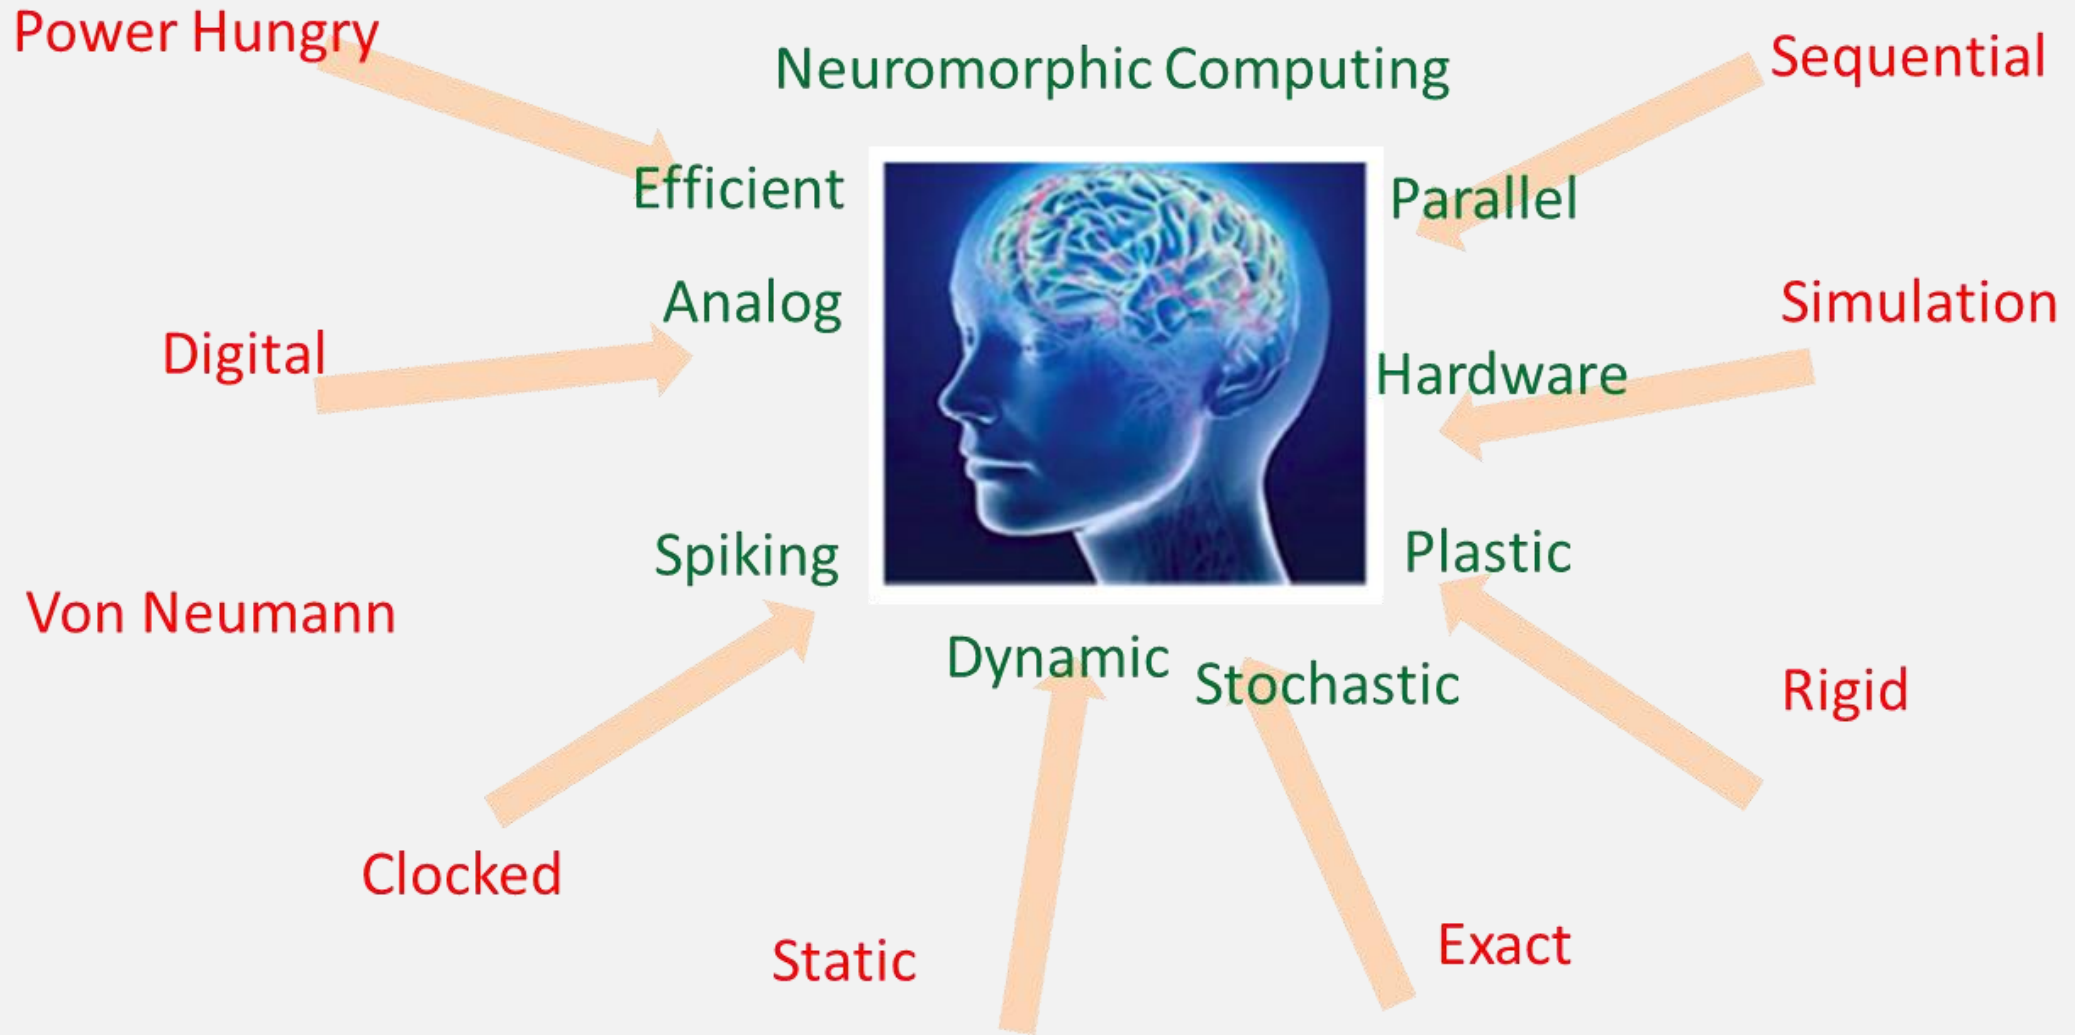 Power Hungry
Neuromorphic Computing
Sequential
Efficient
Parallel
Analog
Simulation
Digital
Hardware
Spiking
Plastic
Von Neumann
Dynamic
Stochastic
Rigid
Clocked
Static
Exact